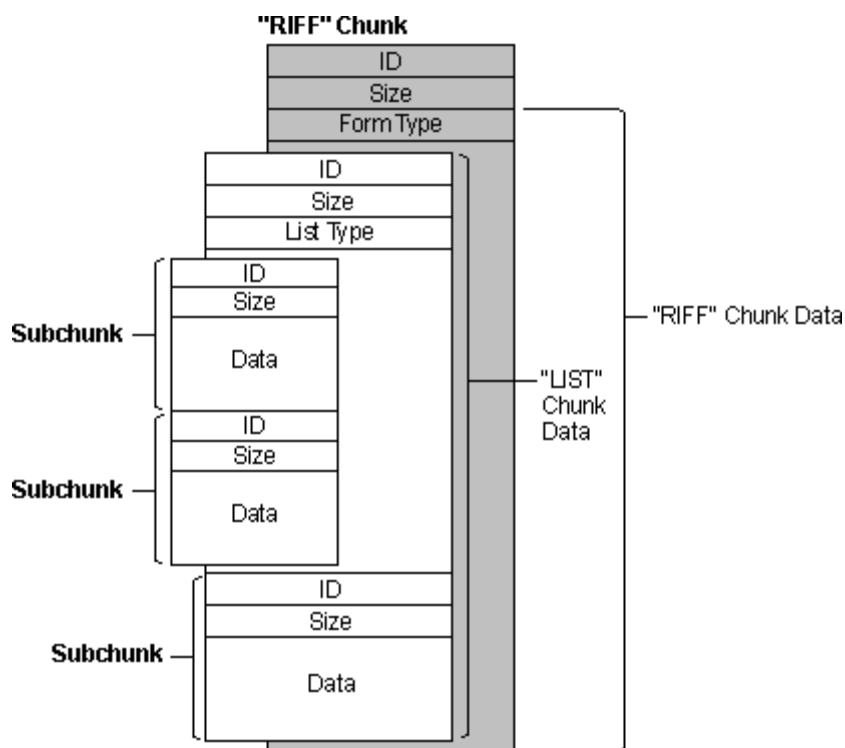 "RIFF" Chunk
ID
Size
Form Type
ID
Size
List Type
ID
Size
Data
Subchunk
ID
Size
Data
Subchunk
ID
Size
Data
Subchunk
"LIST"
Chunk
Data
"RIFF" Chunk Data